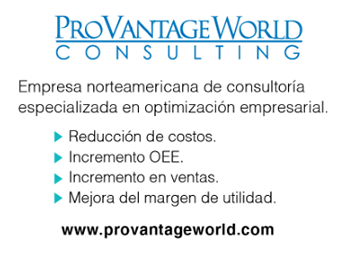 PROVANTAGEWORLD
CONSULTING
Empresa norteamericana de consultoría
especializada en optimización empresarial.
Reducción de costos.
Incremento OEE.
Incremento en ventas.
Mejora del margen de utilidad.
www.provantageworld.com